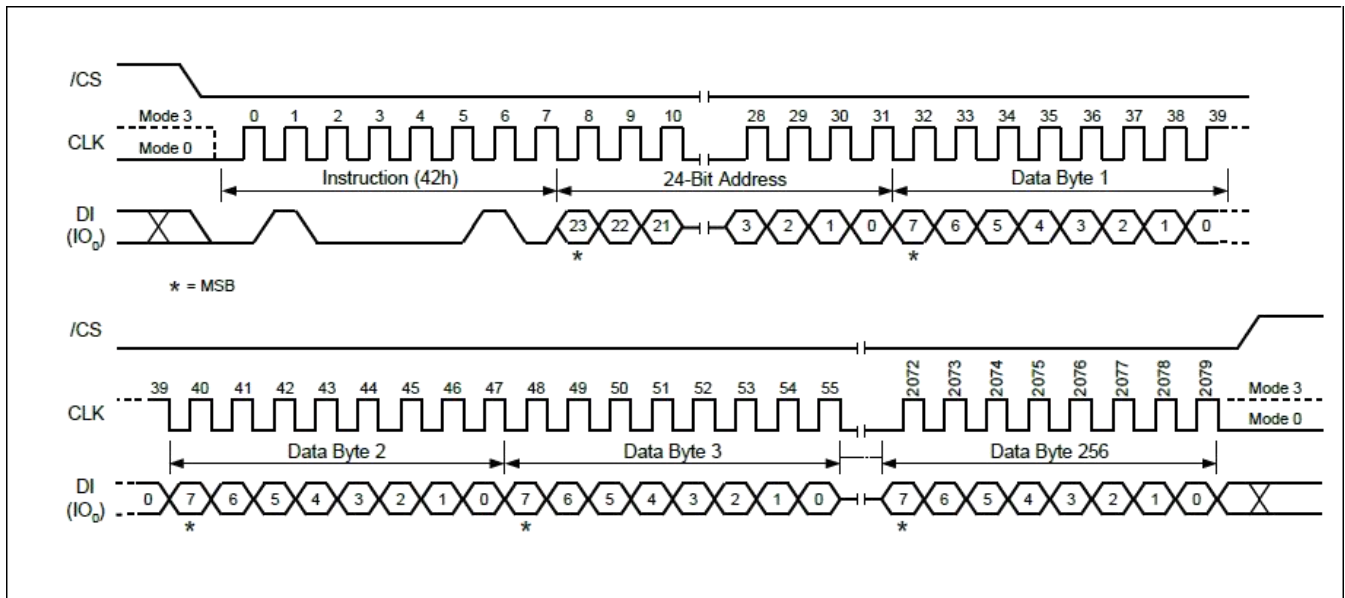 /CS
Mode 3 0 1 2 3 4 5 6 7 8 9 10 28 29 30 31 32 33 34 35 36 37 38 39
CLK
Mode 0
Instruction (42h) 24-Bit Address Data Byte 1
DI
(IO0) 23 22 21 3 2 1 0 7 6 5 4 3 2 1 0
* *
* = MSB
/CS
39 40 41 42 43 44 45 46 47 48 49 50 51 52 53 54 55 2072 2073 2074 2075 2076 2077 2078 2079 Mode 3
CLK
Mode 0
Data Byte 2 Data Byte 3 Data Byte 256
DI
(IO0) 0 7 6 5 4 3 2 1 0 7 6 5 4 3 2 1 0 7 6 5 4 3 2 1 0
* * *